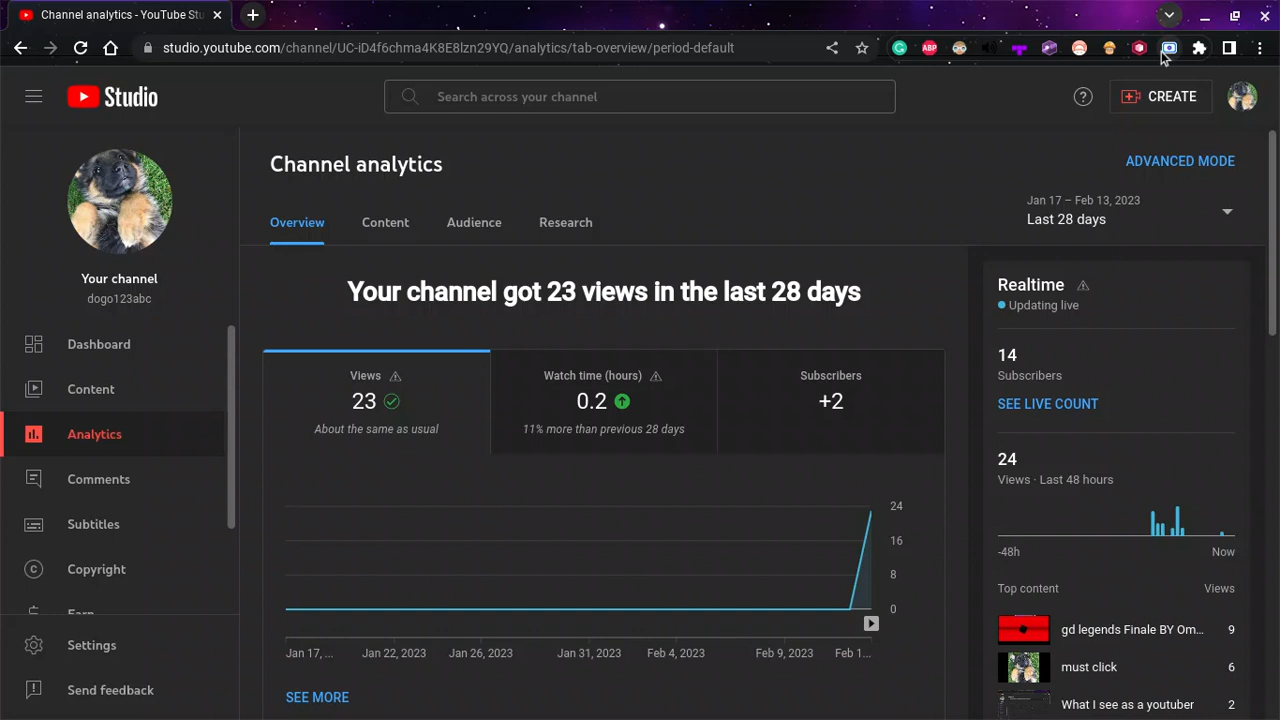 Channel analytics - YouTube Stu
studio.youtube.com/channel/UC-iD4f6chma4K8E8lzn29YQ/analytics/tab-overview/period-default
ABP
Studio
Search across your channel
CREATE
Your channel
dogo123abc
Dashboard
Content
Analytics
Comments
Subtitles
Copyright
Earn
Settings
Send feedback
Channel analytics
ADVANCED MODE
Overview
Content
Audience
Research
Jan 17 – Feb 13, 2023
Last 28 days
Your channel got 23 views in the last 28 days
Views
23
About the same as usual
Watch time (hours)
0.2
11% more than previous 28 days
Subscribers
+2
24
16
8
0
Jan 17, ...
Jan 22, 2023
Jan 26, 2023
Jan 31, 2023
Feb 4, 2023
Feb 9, 2023
Feb 1...
SEE MORE
Realtime
Updating live
14
Subscribers
SEE LIVE COUNT
24
Views · Last 48 hours
-48h
Now
Top content
Views
gd legends Finale BY Om...
9
must click
6
What I see as a youtuber
2